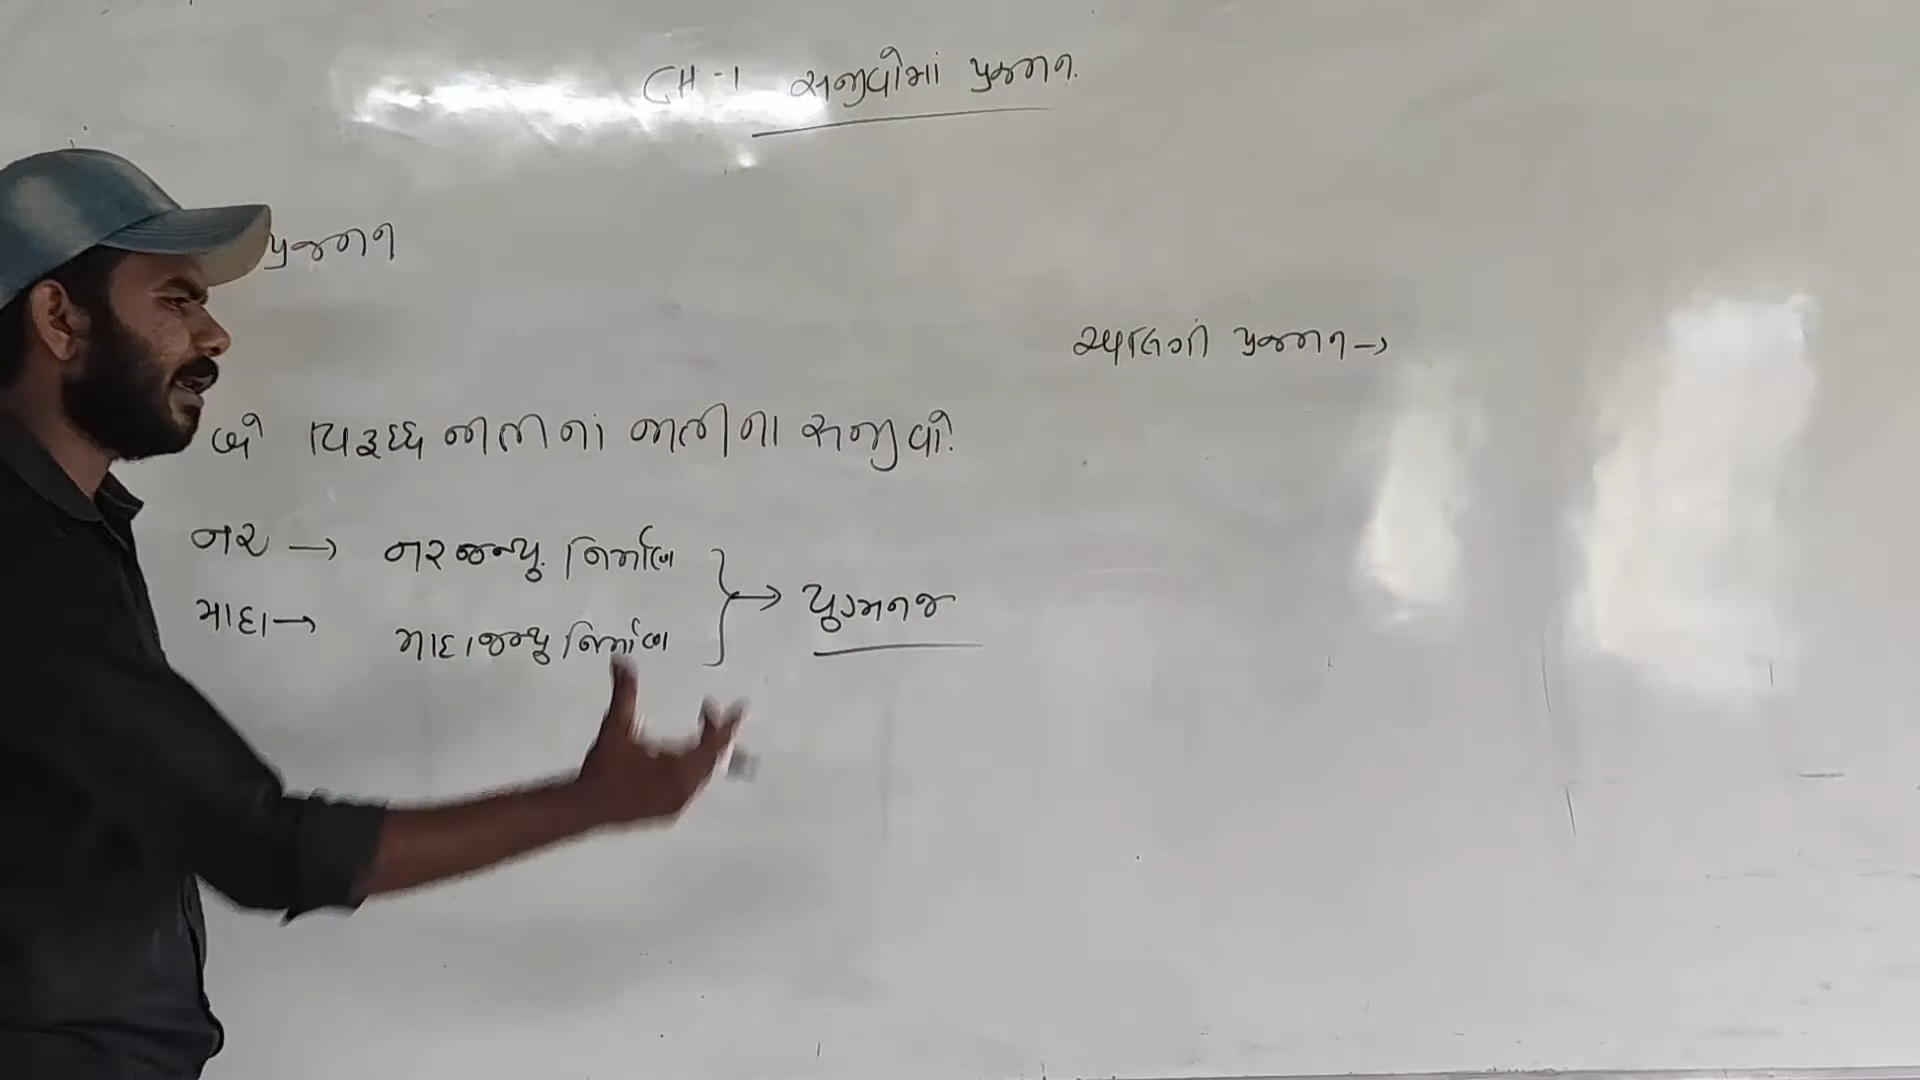 CH-1 સજીવોમાં પ્રજનન.
પ્રજનન
અલિંગી પ્રજનન→
બે વિરૂદ્ધ જાતીનાં જાતીના સજીવો.
નર → નરજન્યુ નિર્માણ
માદા→ માદાજન્યુ નિર્માણ
→ યુગ્મનજ